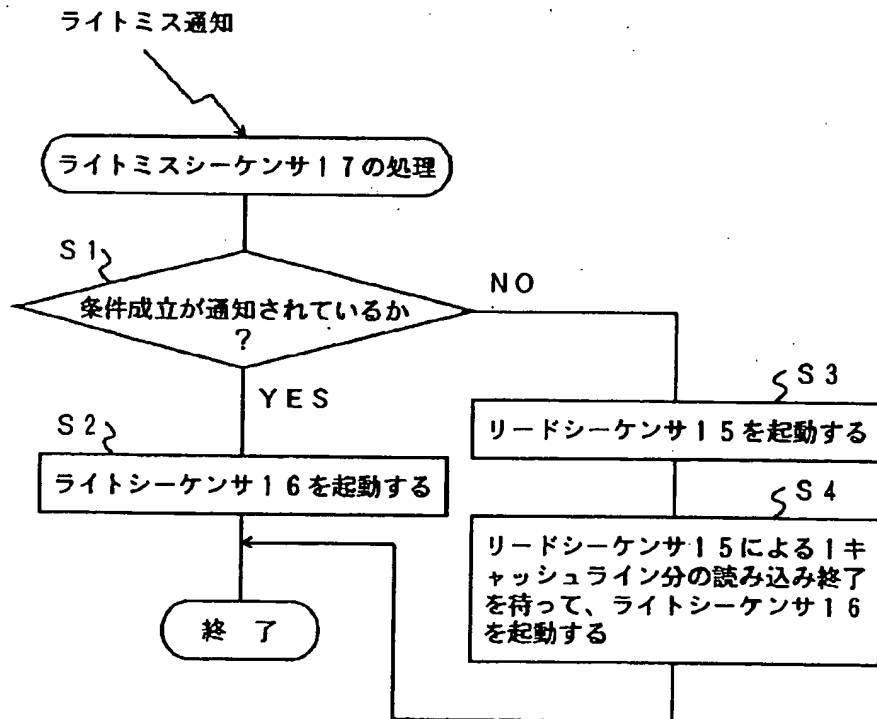 ライトミス通知
ライトミスシーケンサ１７の処理
Ｓ１
条件成立が通知されているか
？
ＮＯ
ＹＥＳ
Ｓ２
ライトシーケンサ１６を起動する
終 了
Ｓ３
リードシーケンサ１５を起動する
Ｓ４
リードシーケンサ１５による１キ
ャッシュライン分の読み込み終了
を待って、ライトシーケンサ１６
を起動する